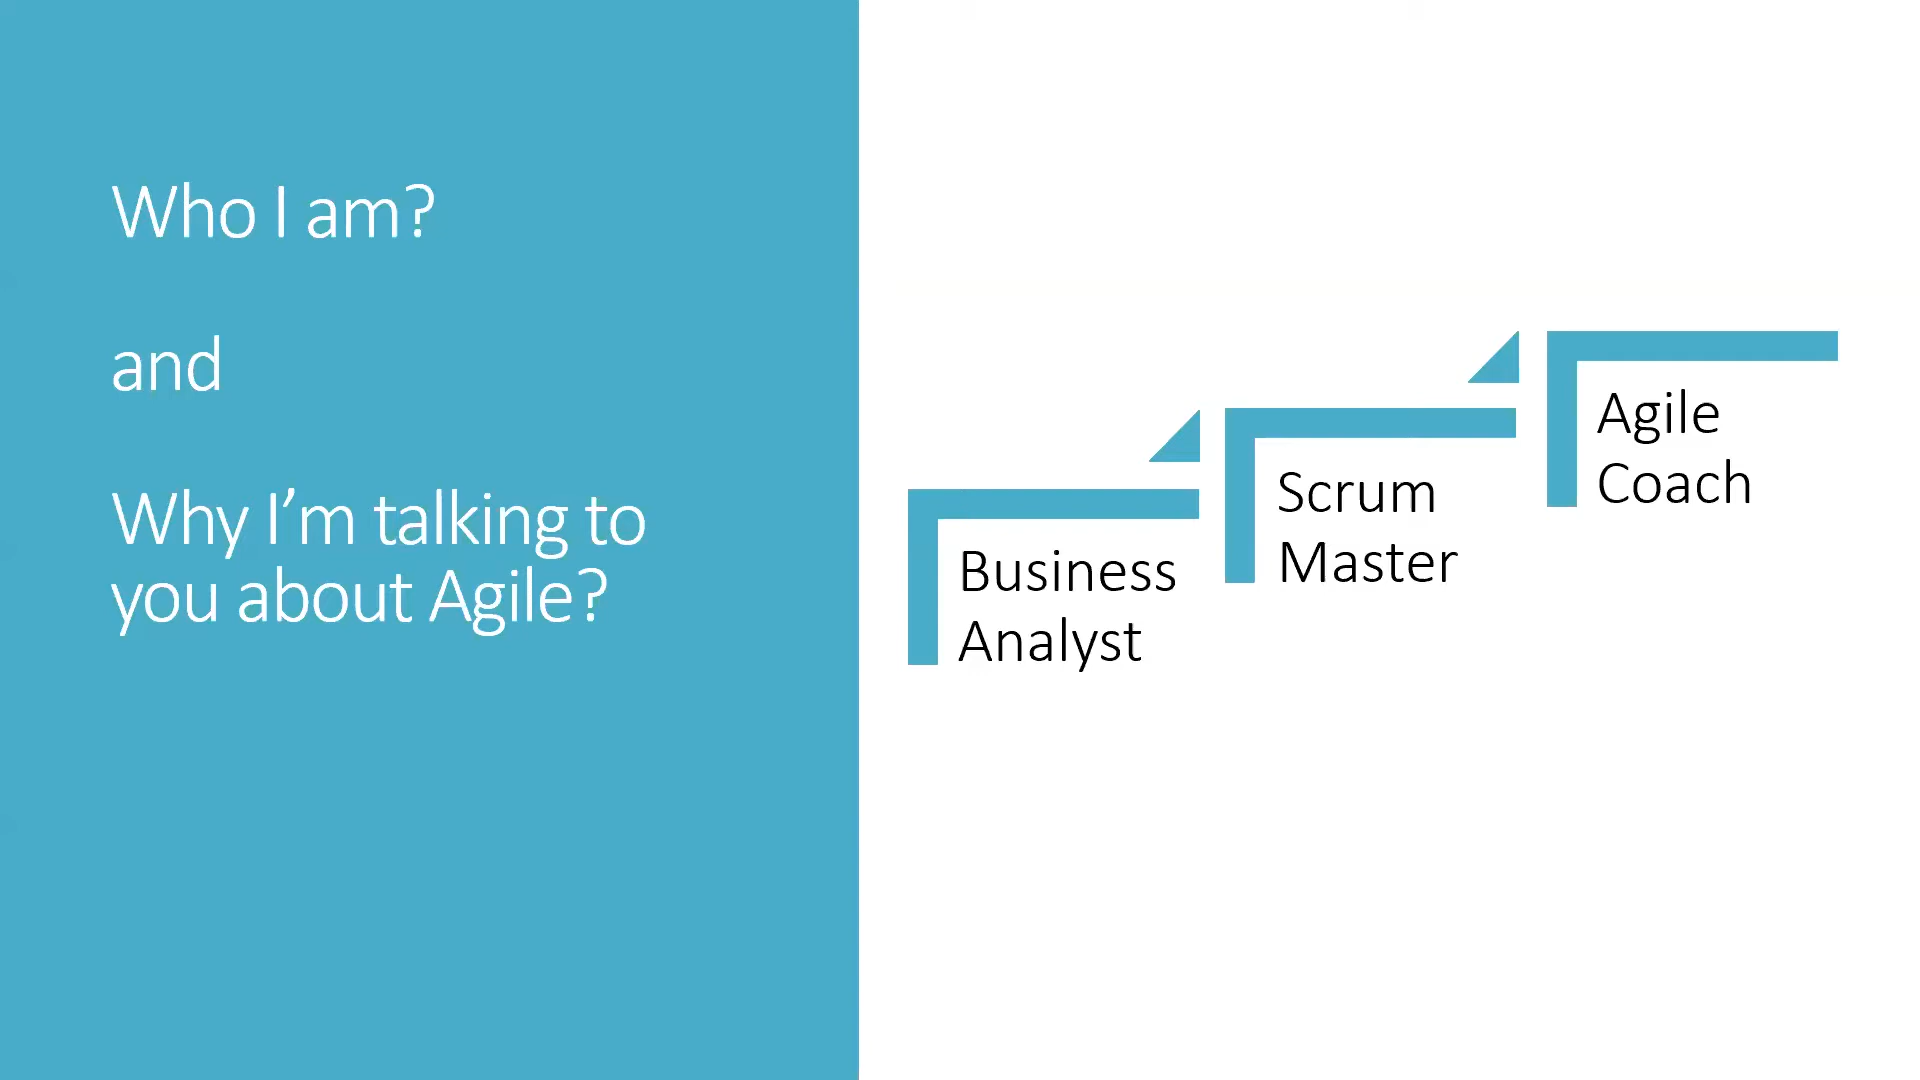 Who I am?
and
Why I’m talking to
you about Agile?
Business
Analyst
Scrum
Master
Agile
Coach